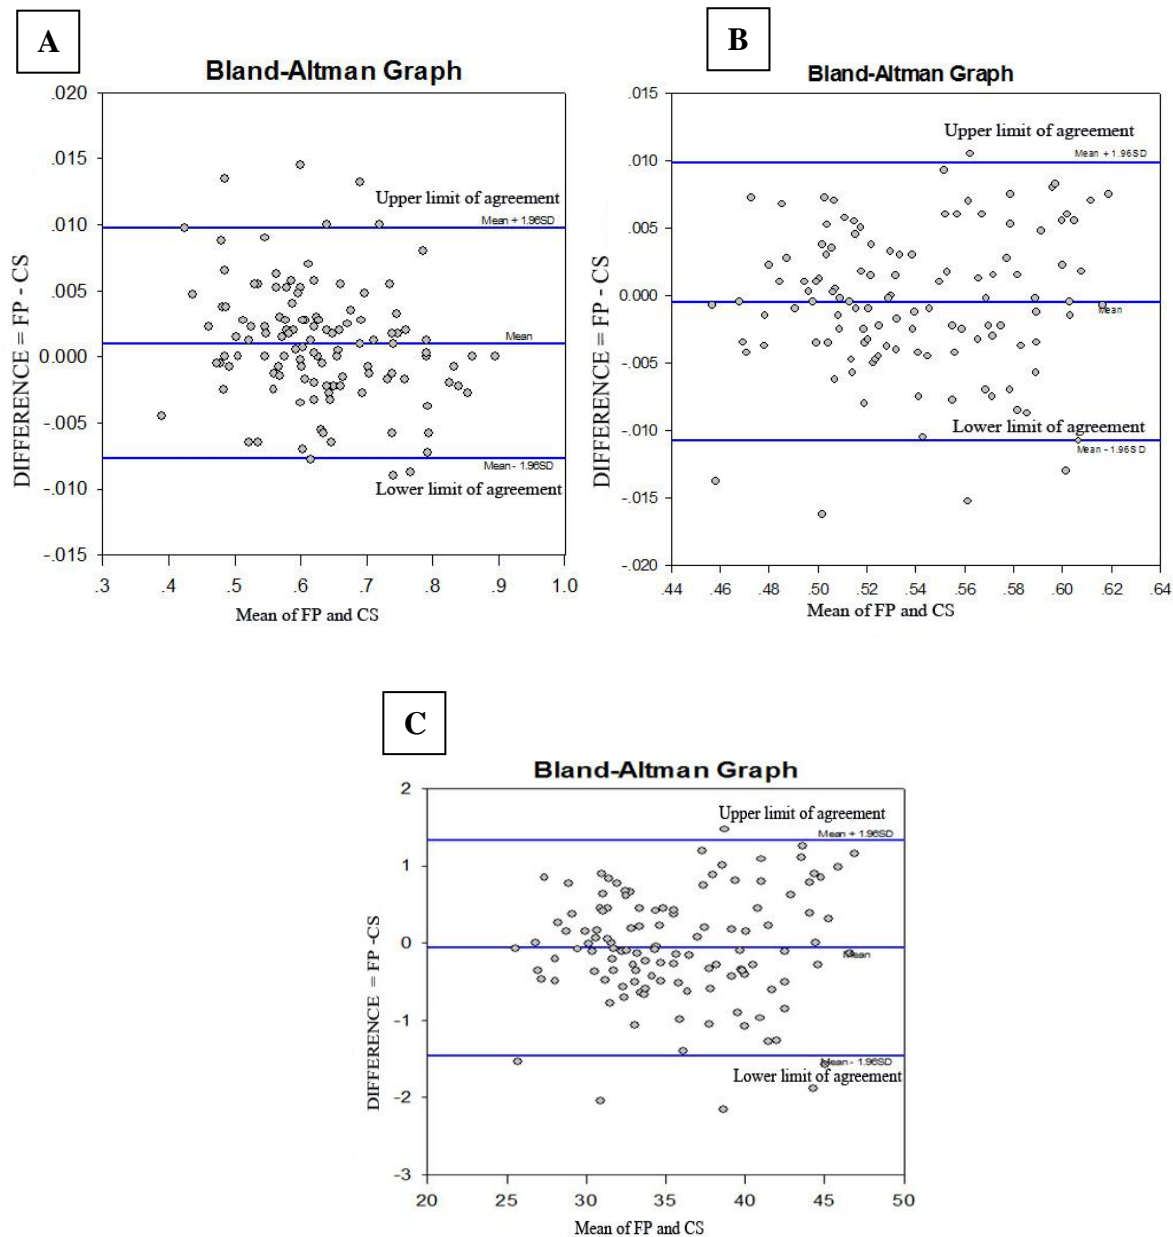 A
Bland-Altman Graph
.020
.015
.010
.005
0.000
-.005
-.010
-.015
DIFFERENCE = FP - CS
Upper limit of agreement
Mean + 1.96SD
Mean
Mean - 1.96SD
Lower limit of agreement
.3 .4 .5 .6 .7 .8 .9 1.0
Mean of FP and CS
B
Bland-Altman Graph
.015
.010
.005
0.000
-.005
-.010
-.015
-.020
DIFFERENCE = FP - CS
Upper limit of agreement
Mean + 1.96SD
Mean
Lower limit of agreement
Mean - 1.96SD
.44 .46 .48 .50 .52 .54 .56 .58 .60 .62 .64
Mean of FP and CS
C
Bland-Altman Graph
2
1
0
-1
-2
-3
DIFFERENCE = FP -CS
Upper limit of agreement
Mean + 1.96SD
Mean
Mean - 1.96SD
Lower limit of agreement
20 25 30 35 40 45 50
Mean of FP and CS